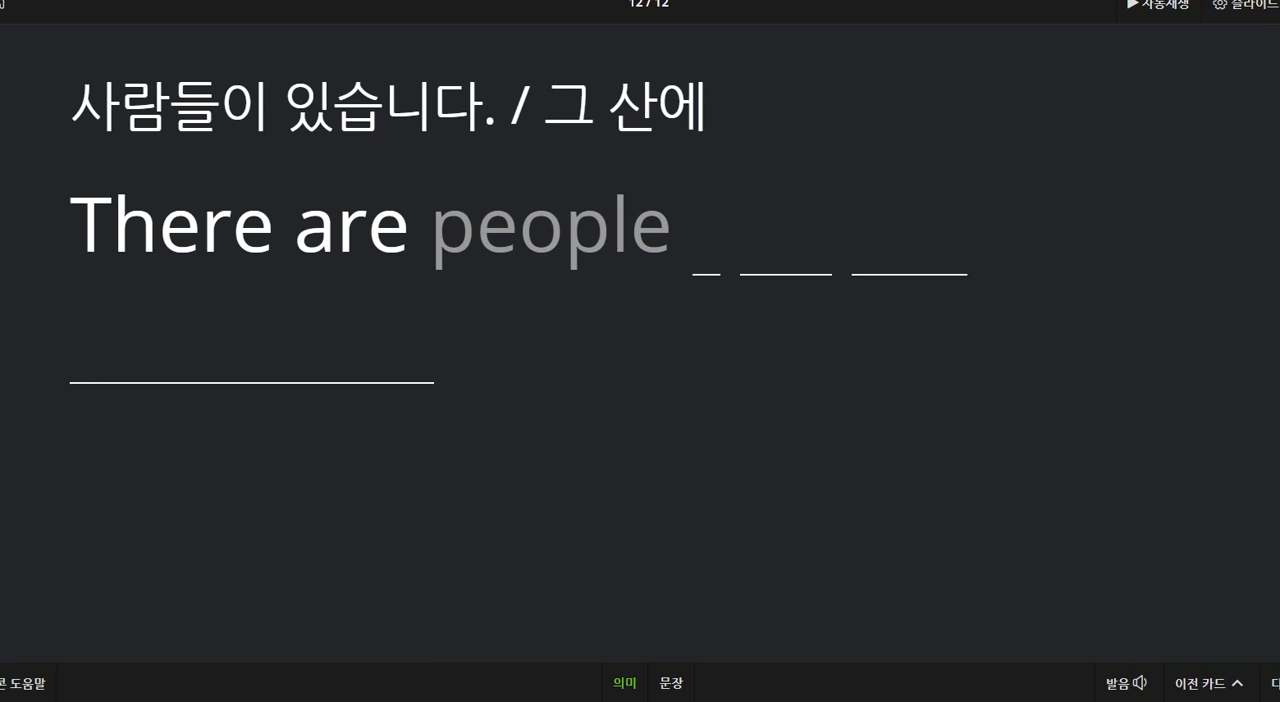 12 / 12
▶ 자동재생
슬라이드
사람들이 있습니다. / 그 산에
There are people _ _ _
_
도움말
의미
문장
발음
이전 카드